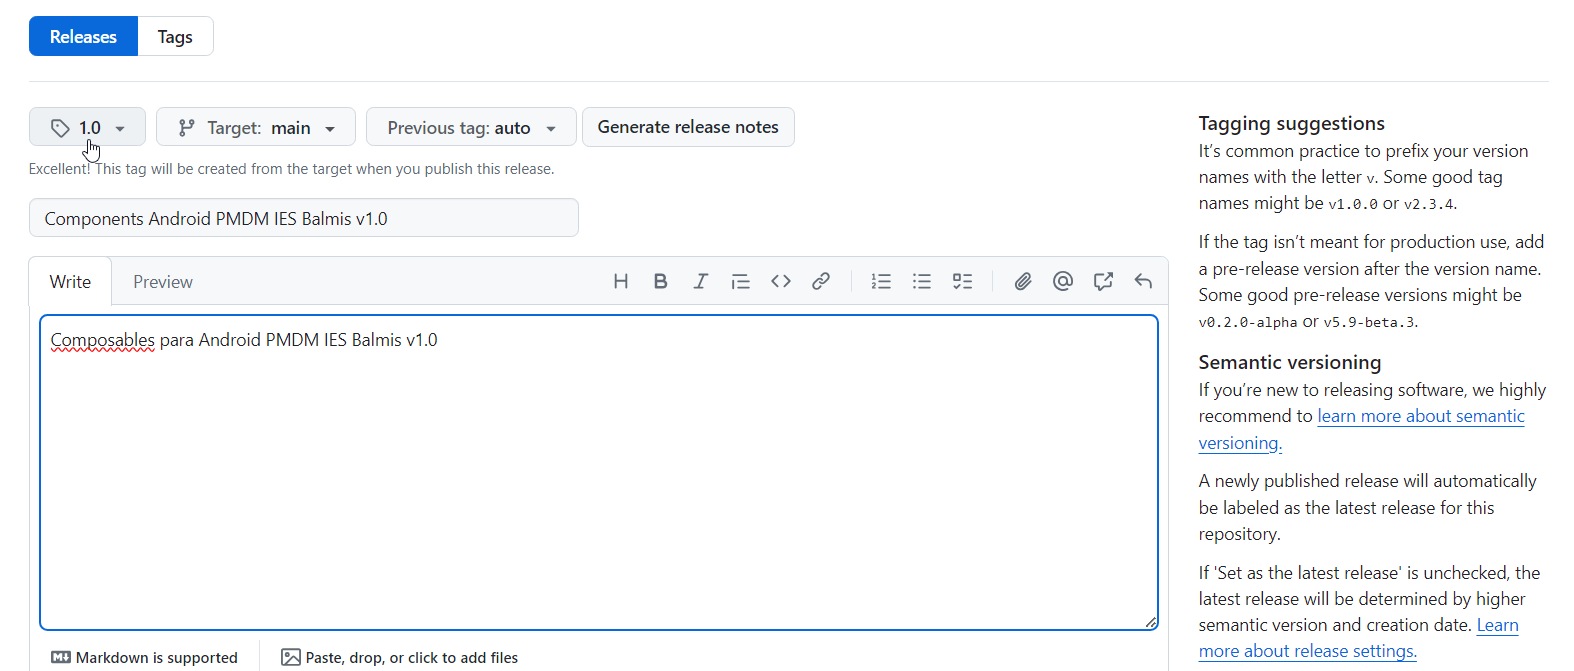 Releases Tags
1.0 Target: main Previous tag: auto Generate release notes
Excellent! This tag will be created from the target when you publish this release.
Components Android PMDM IES Balmis v1.0
Write Preview
Composables para Android PMDM IES Balmis v1.0
Markdown is supported Paste, drop, or click to add files
Tagging suggestions
It's common practice to prefix your version
names with the letter v. Some good tag
names might be v1.0.0 or v2.3.4.
If the tag isn't meant for production use, add
a pre-release version after the version name.
Some good pre-release versions might be
v0.2.0-alpha or v5.9-beta.3.
Semantic versioning
If you're new to releasing software, we highly
recommend to learn more about semantic
versioning.
A newly published release will automatically
be labeled as the latest release for this
repository.
If 'Set as the latest release' is unchecked, the
latest release will be determined by higher
semantic version and creation date. Learn
more about release settings.